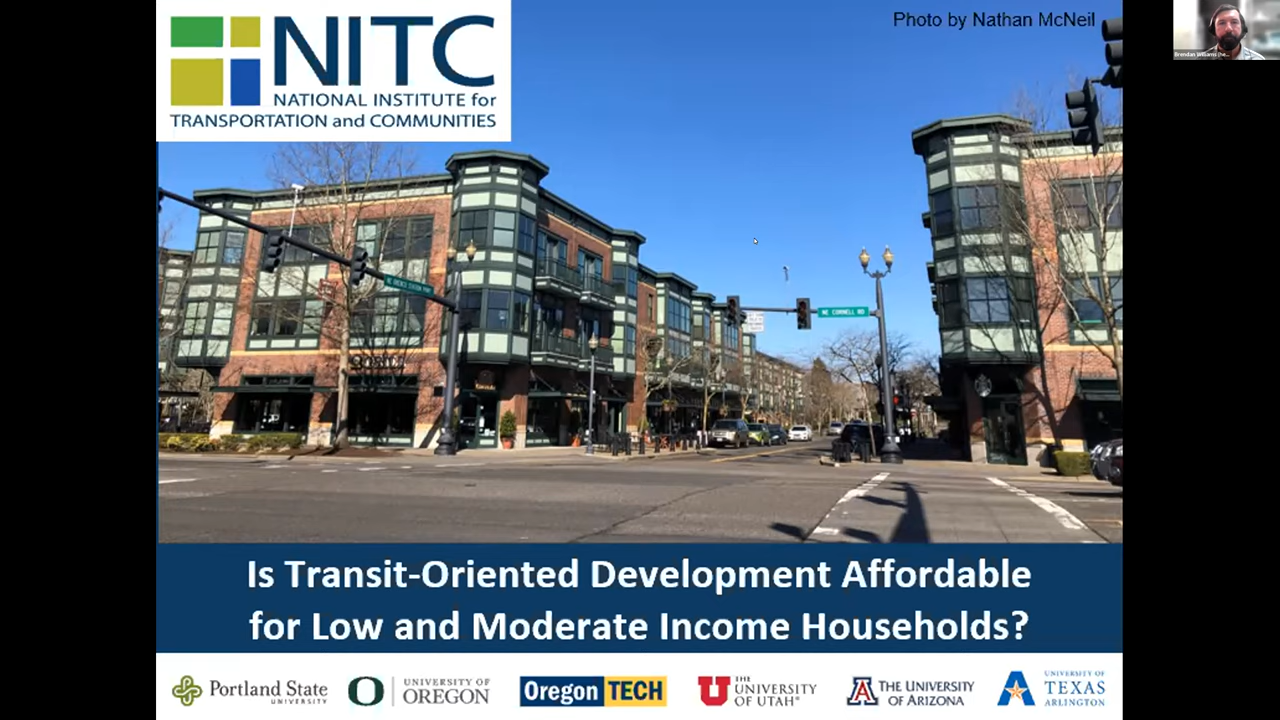 Photo by Nathan McNeil
NITC
NATIONAL INSTITUTE for
TRANSPORTATION and COMMUNITIES
NE CORNELL RD
Is Transit-Oriented Development Affordable
for Low and Moderate Income Households?
Portland State
UNIVERSITY
O
UNIVERSITY OF
OREGON
Oregon TECH
U
THE
UNIVERSITY
OF UTAH®
A
THE UNIVERSITY
OF ARIZONA
A
UNIVERSITY OF
TEXAS
ARLINGTON